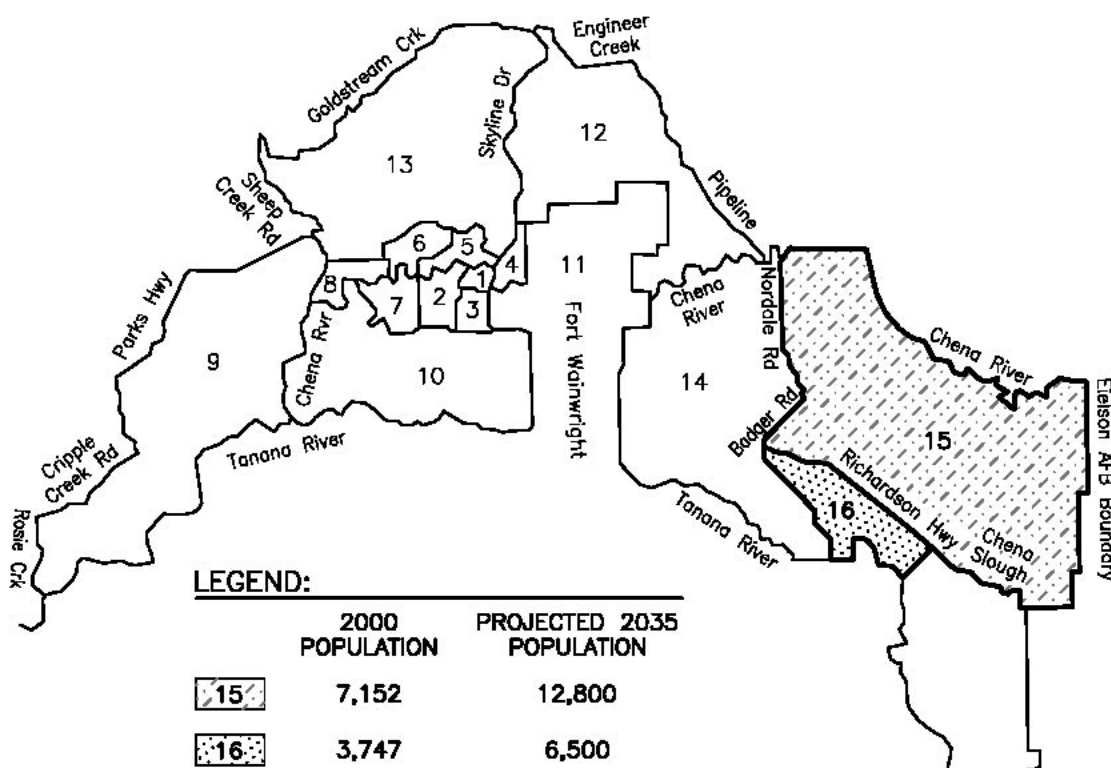 Engineer
Creek
Goldstream Crk
Skyline Dr
12
13
Pipeline
Sheep
Creek Rd
6
5
4
11
1
8
7
2
3
Chena
River
Nordale Rd
Parks Hwy
9
Chena Rvr
10
Fort Wainwright
14
Chena River
Badger Rd
15
Eielson AFB Boundary
Tanana River
Cripple
Creek Rd
Richardson Hwy
16
Tanana River
Chena
Slough
Rosie Crk
LEGEND:
2000
POPULATION
PROJECTED 2035
POPULATION
15 7,152 12,800
16 3,747 6,500